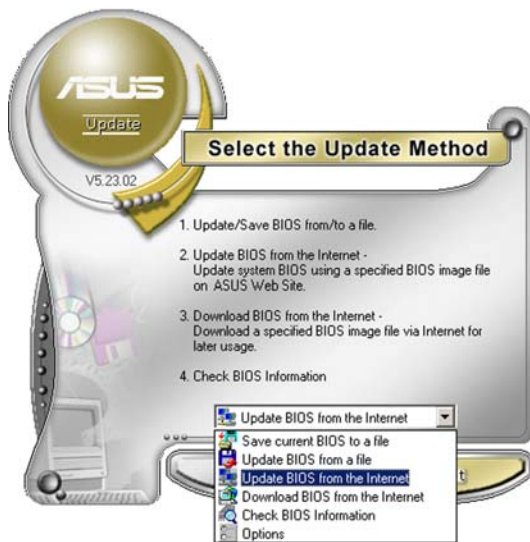 ASUS
Update
V5.23.02
Select the Update Method
1. Update/Save BIOS from/to a file.
2. Update BIOS from the Internet -
Update system BIOS using a specified BIOS image file
on ASUS Web Site.
3. Download BIOS from the Internet -
Download a specified BIOS image file via Internet for
later usage.
4. Check BIOS Information
Update BIOS from the Internet
Save current BIOS to a file
Update BIOS from a file
Update BIOS from the Internet
Download BIOS from the Internet
Check BIOS Information
Options